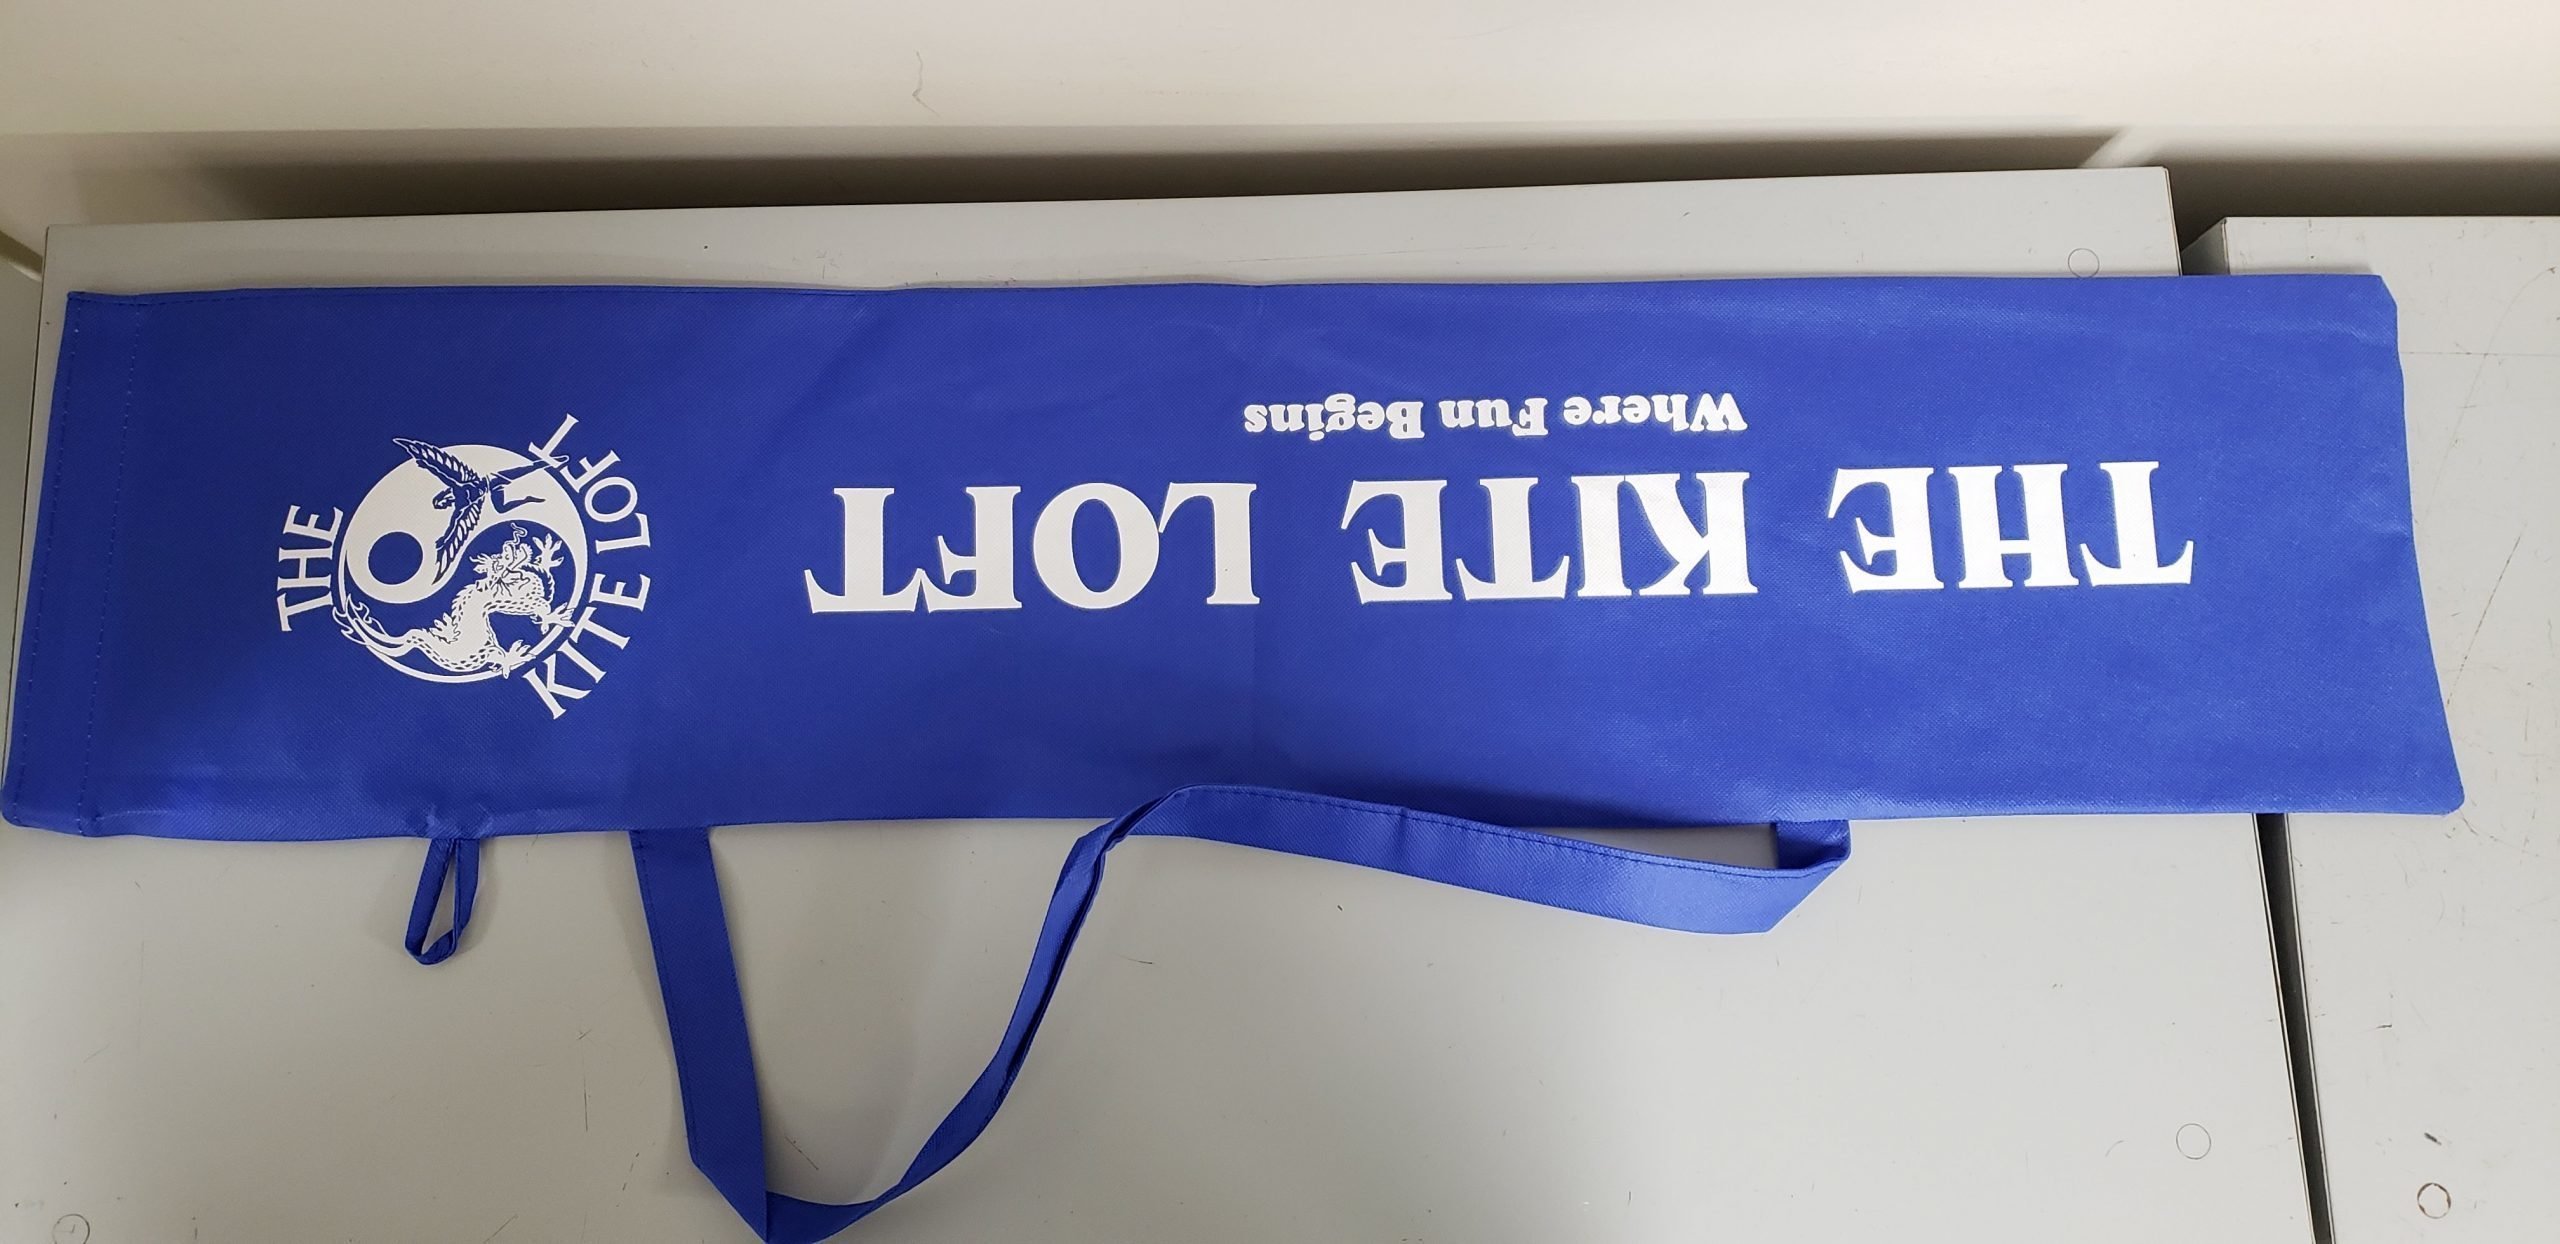 THE KITE LOFT
Where Fun Begins
THE
KITE LOFT